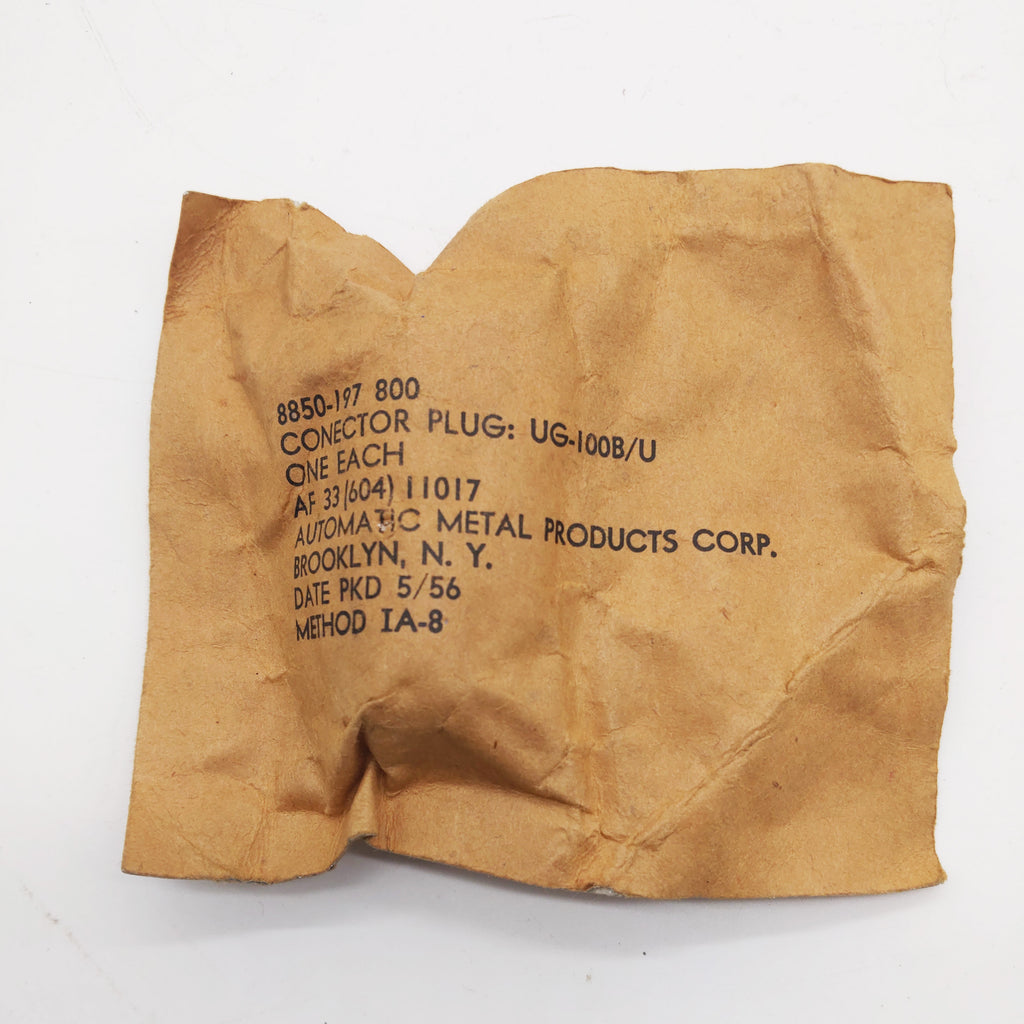 8850-197 800
CONECTOR PLUG: UG-100B/U
ONE EACH
AF 33(604) 11017
AUTOMATIC METAL PRODUCTS CORP.
BROOKLYN, N. Y.
DATE PKD 5/56
METHOD IA-8